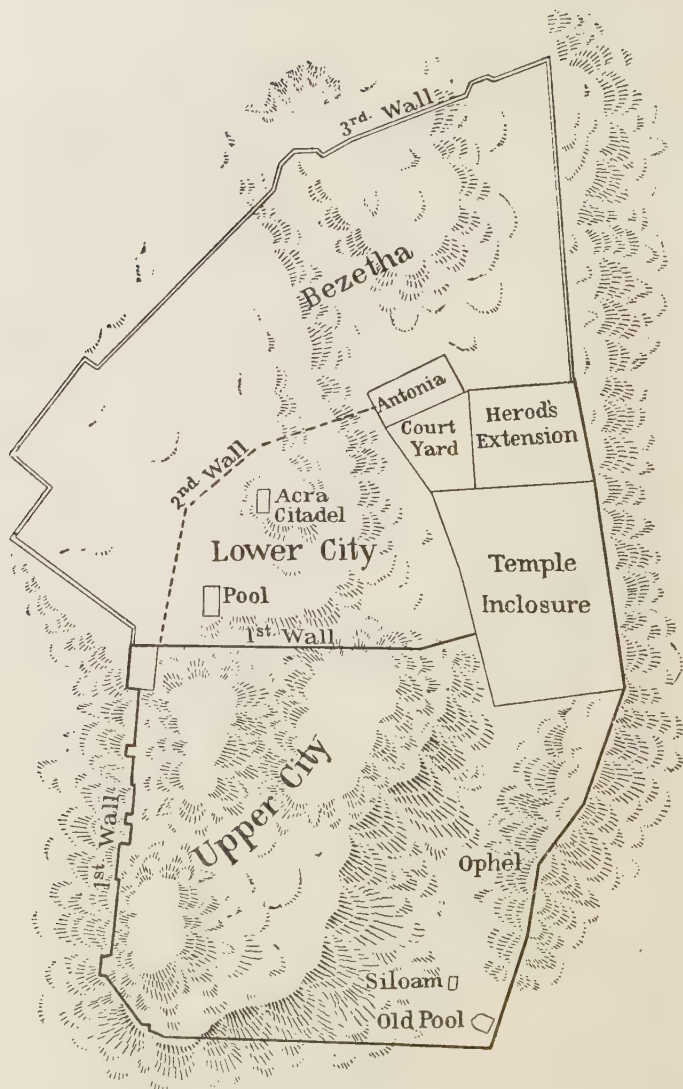 3rd. Wall
Bezetha
Antonia
Court
Yard
Herod's
Extension
2nd Wall
Acra
Citadel
Lower City
Temple
Inclosure
Pool
1st. Wall
Upper City
1st Wall
Ophel
Siloam
Old Pool